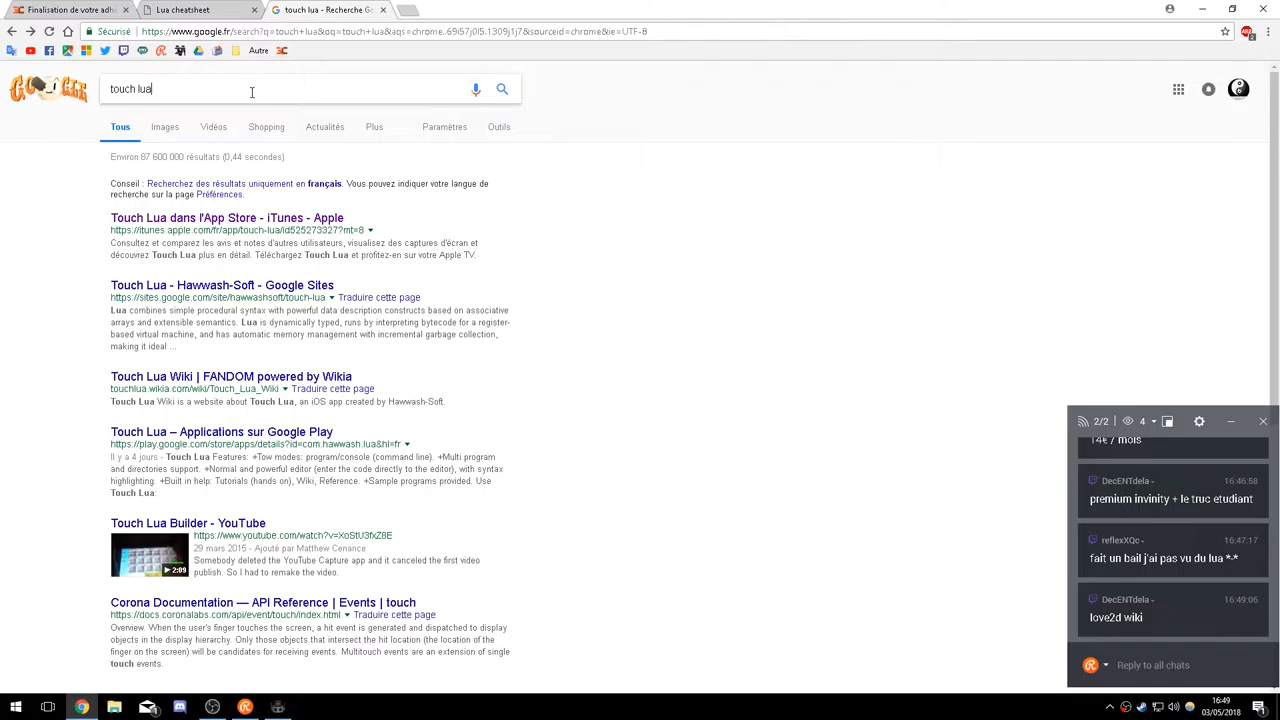 Finalisation de votre adhe
Lua cheatsheet
touch lua - Recherche Go
Sécurisé
https://www.google.fr/search?q=touch+lua&oq=touch+lua&aqs=chrome..69i57j0l5.1309j1j7&sourceid=chrome&ie=UTF-8
Autre
touch lua
Tous Images Vidéos Shopping Actualités Plus Paramètres Outils
Environ 87 600 000 résultats (0,44 secondes)
Conseil : Recherchez des résultats uniquement en français. Vous pouvez indiquer votre langue de
recherche sur la page Préférences.
Touch Lua dans l'App Store - iTunes - Apple
https://itunes.apple.com/fr/app/touch-lua/id525273327?mt=8
Consultez et comparez les avis et notes d'autres utilisateurs, visualisez des captures d'écran et
découvrez Touch Lua plus en détail. Téléchargez Touch Lua et profitez-en sur votre Apple TV.
Touch Lua - Hawwash-Soft - Google Sites
https://sites.google.com/site/hawwashsoft/touch-lua Traduire cette page
Lua combines simple procedural syntax with powerful data description constructs based on associative
arrays and extensible semantics. Lua is dynamically typed, runs by interpreting bytecode for a register-
based virtual machine, and has automatic memory management with incremental garbage collection,
making it ideal ...
Touch Lua Wiki | FANDOM powered by Wikia
touchlua.wikia.com/wiki/Touch_Lua_Wiki Traduire cette page
Touch Lua Wiki is a website about Touch Lua, an iOS app created by Hawwash-Soft.
Touch Lua – Applications sur Google Play
https://play.google.com/store/apps/details?id=com.hawwash.lua&hl=fr
Il y a 4 jours - Touch Lua Features: +Tow modes: program/console (command line). +Multi program
and directories support. +Normal and powerful editor (enter the code directly to the editor), with syntax
highlighting. +Built in help: Tutorials (hands on), Wiki, Reference. +Sample programs provided. Use
Touch Lua:
Touch Lua Builder - YouTube
https://www.youtube.com/watch?v=XoStU3fxZ8E
29 mars 2015 - Ajouté par Matthew Cenance
Somebody deleted the YouTube Capture app and it canceled the first video
publish. So I had to remake the video.
2:09
Corona Documentation — API Reference | Events | touch
https://docs.coronalabs.com/api/event/touch/index.html Traduire cette page
Overview. When the user's finger touches the screen, a hit event is generated and dispatched to display
objects in the display hierarchy. Only those objects that intersect the hit location (the location of the
finger on the screen) will be candidates for receiving events. Multitouch events are an extension of single
touch events.
2/2 4
14€ / mois
DecENTdela 16:46:58
premium invinity + le truc etudiant
reflexXQc 16:47:17
fait un bail j'ai pas vu du lua *-*
DecENTdela 16:49:06
love2d wiki
Reply to all chats
16:49
03/05/2018